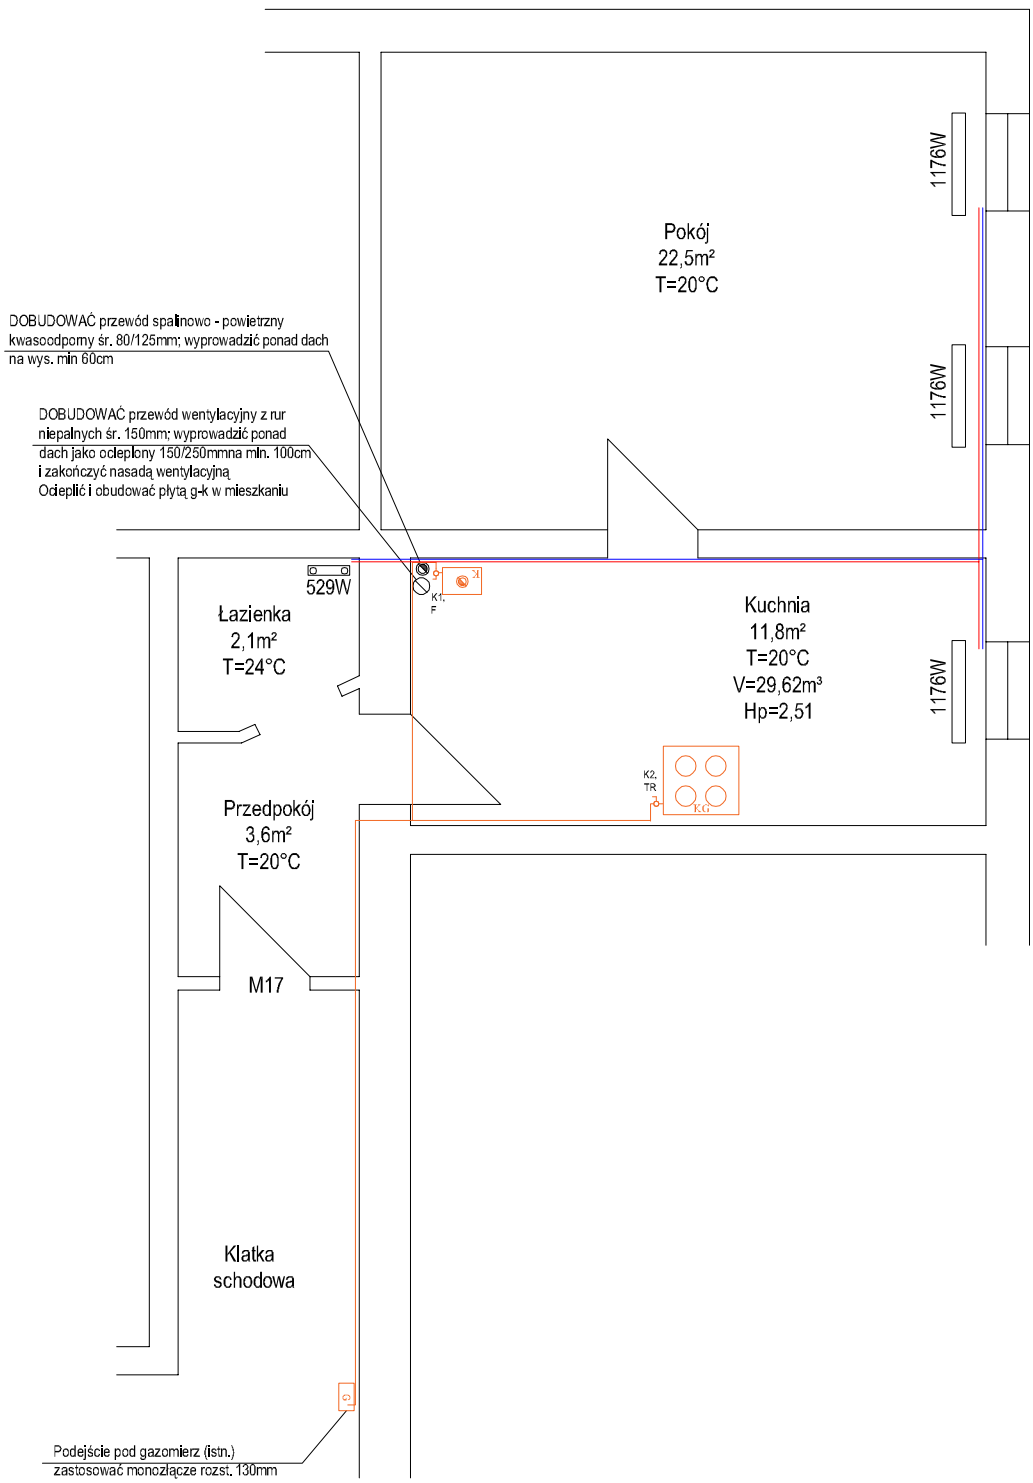 1176W
Pokój
22,5m²
T=20°C
DOBUDOWAĆ przewód spalinowo - powietrzny
kwasoodporny śr. 80/125mm; wyprowadzić ponad dach
na wys. min 60cm
1176W
DOBUDOWAĆ przewód wentylacyjny z rur
niepalnych śr. 150mm; wyprowadzić ponad
dach jako ocieplony 150/250mmna min. 100cm
i zakończyć nasadą wentylacyjną
Ocieplić i obudować płytą g-k w mieszkaniu
529W
K
K1,
F
Łazienka
2,1m²
T=24°C
Kuchnia
11,8m²
T=20°C
V=29,62m³
Hp=2,51
1176W
K2,
TR
KG
Przedpokój
3,6m²
T=20°C
M17
Klatka
schodowa
G
Podejście pod gazomierz (istn.)
zastosować monozłącze rozst. 130mm